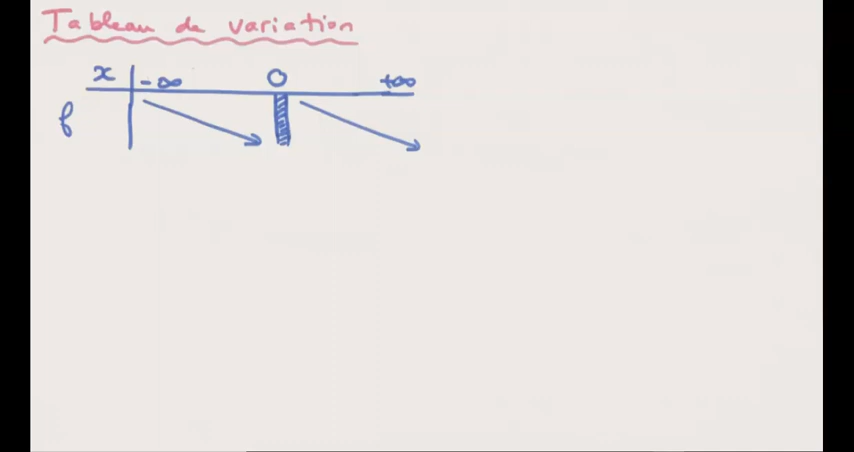 Tableau de variation
x -∞ 0 +∞
f